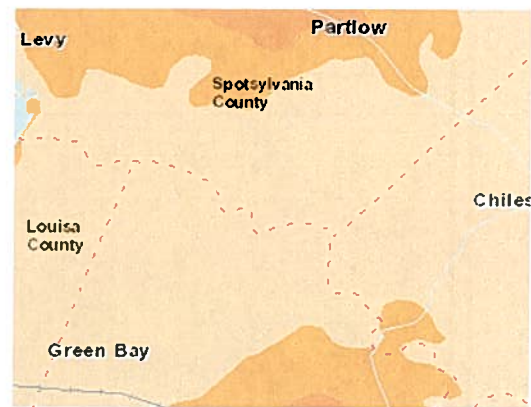 Partlow
Levy
Spotsylvania
County
Chiles
Louisa
County
Green Bay